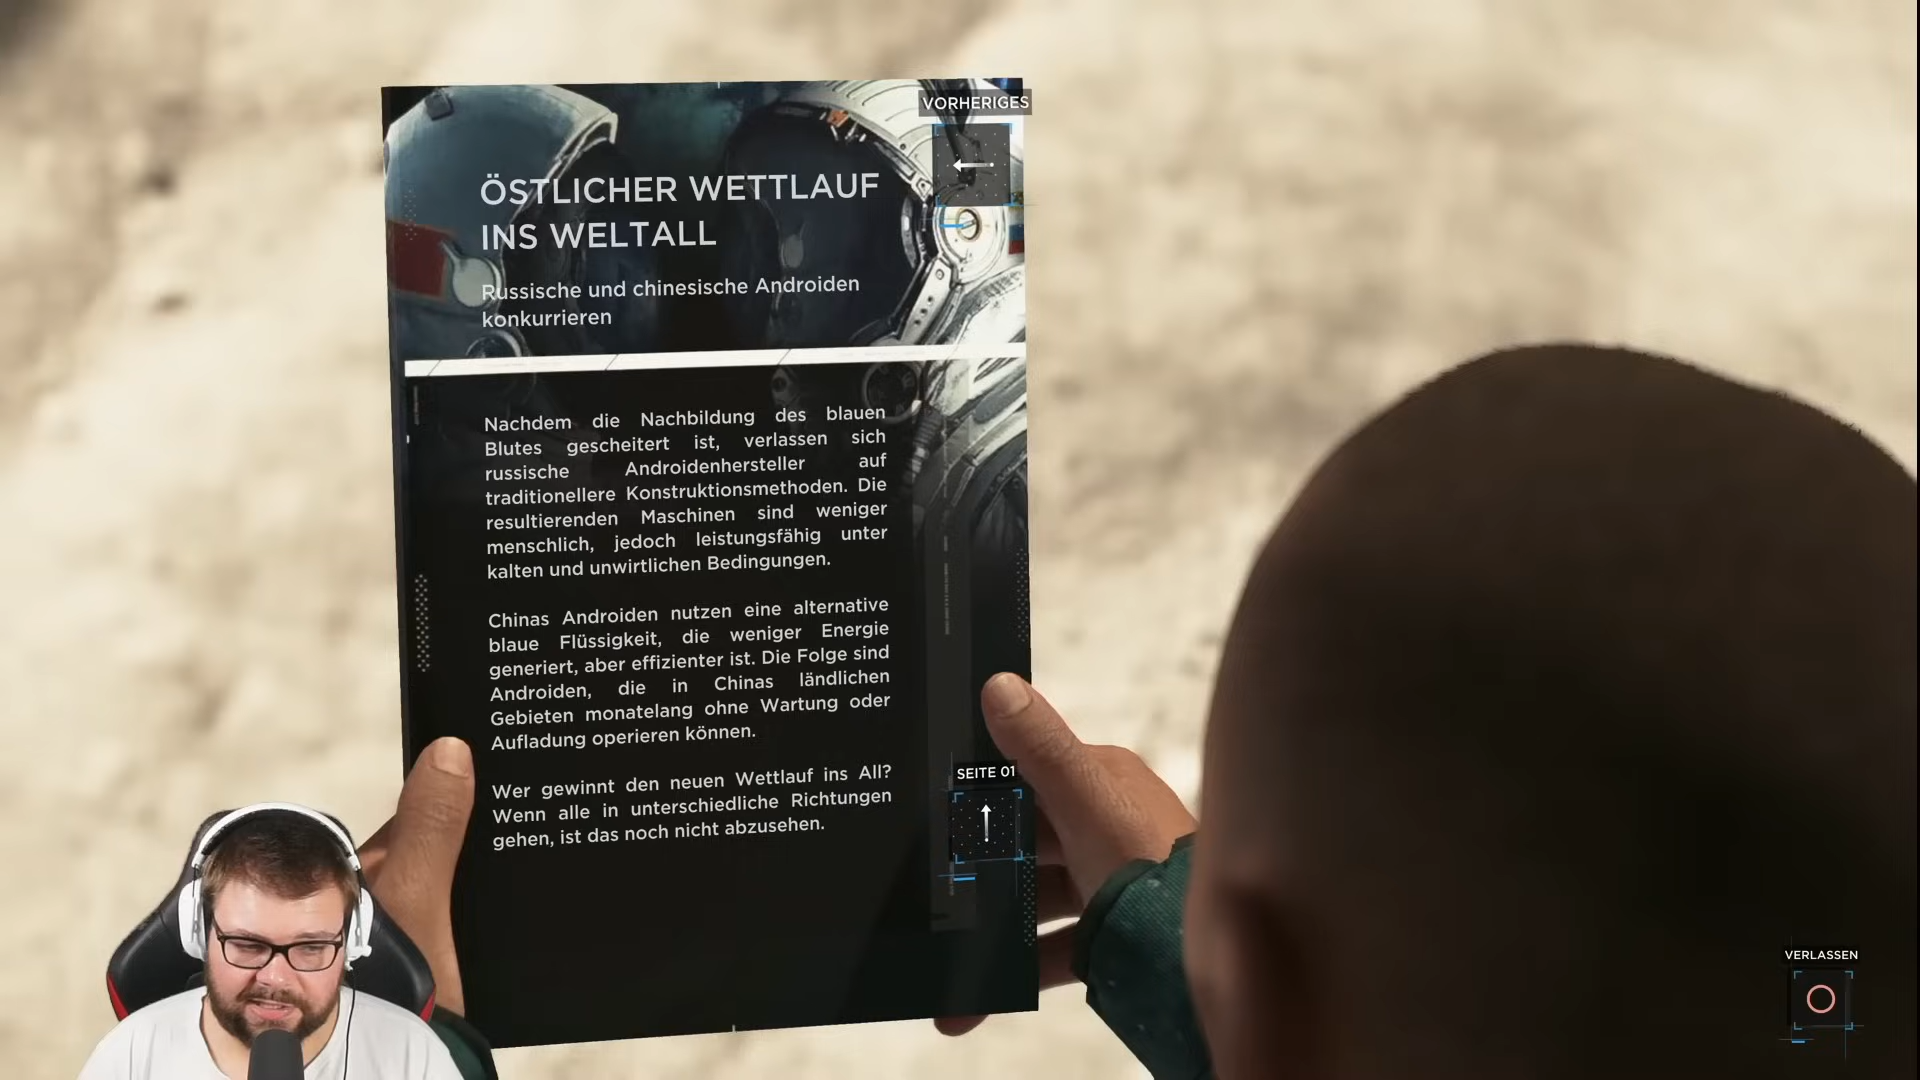 VORHERIGES
ÖSTLICHER WETTLAUF
INS WELTALL
Russische und chinesische Androiden
konkurrieren
Nachdem die Nachbildung des blauen
Blutes gescheitert ist, verlassen sich
russische Androidenhersteller auf
traditionellere Konstruktionsmethoden. Die
resultierenden Maschinen sind weniger
menschlich, jedoch leistungsfähig unter
kalten und unwirtlichen Bedingungen.
Chinas Androiden nutzen eine alternative
blaue Flüssigkeit, die weniger Energie
generiert, aber effizienter ist. Die Folge sind
Androiden, die in Chinas ländlichen
Gebieten monatelang ohne Wartung oder
Aufladung operieren können.
Wer gewinnt den neuen Wettlauf ins All?
Wenn alle in unterschiedliche Richtungen
gehen, ist das noch nicht abzusehen.
SEITE 01
VERLASSEN